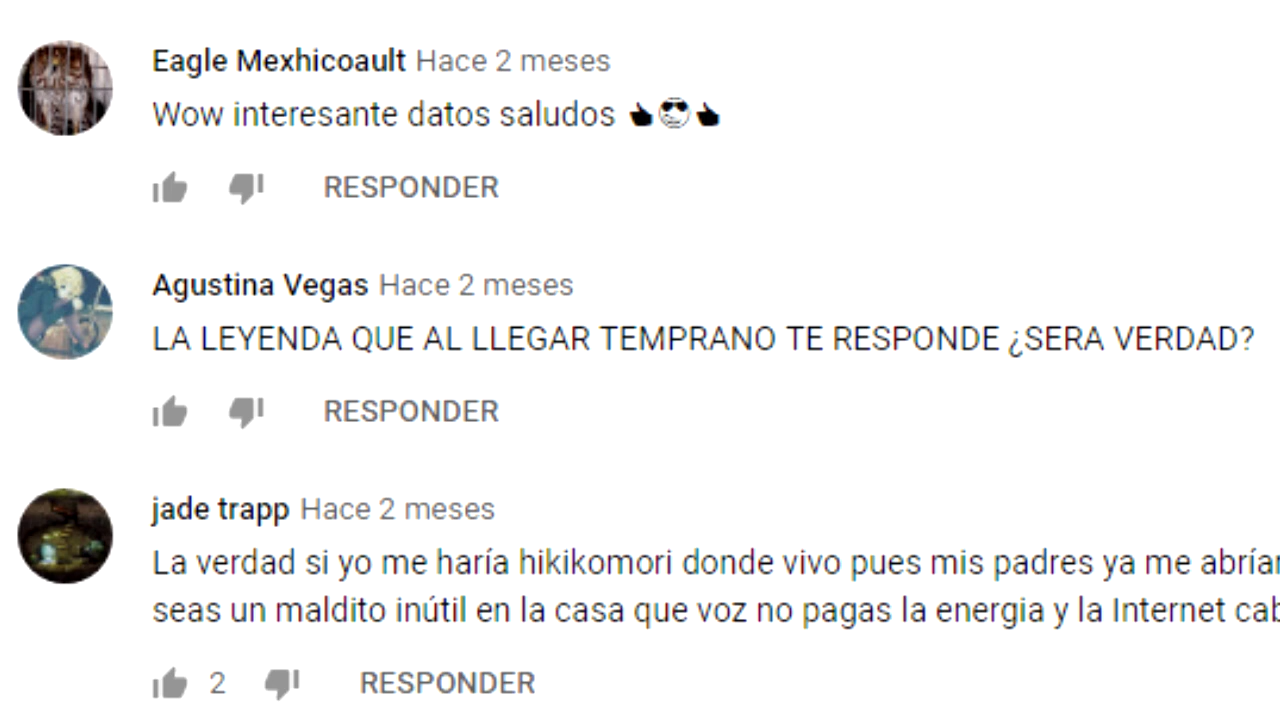 Eagle Mexhicoault Hace 2 meses
Wow interesante datos saludos 👍😎👍
RESPONDER
Agustina Vegas Hace 2 meses
LA LEYENDA QUE AL LLEGAR TEMPRANO TE RESPONDE ¿SERA VERDAD?
RESPONDER
jade trapp Hace 2 meses
La verdad si yo me haría hikikomori donde vivo pues mis padres ya me
seas un maldito inútil en la casa que voz no pagas la energia y la Internet
2 RESPONDER